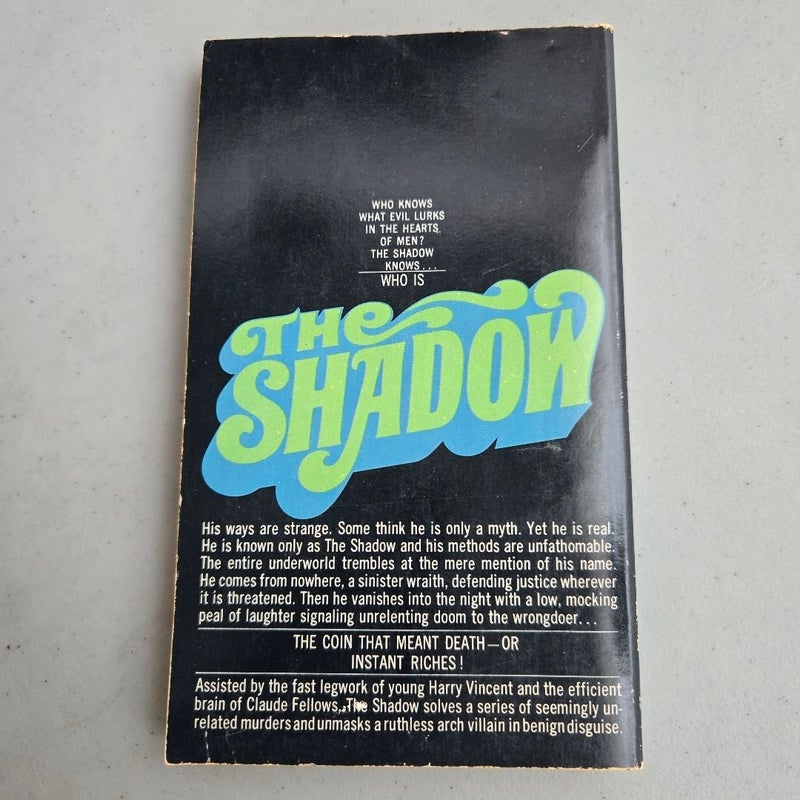 WHO KNOWS
WHAT EVIL LURKS
IN THE HEARTS
OF MEN?
THE SHADOW
KNOWS...
WHO IS
THE
SHADOW
His ways are strange. Some think he is only a myth. Yet he is real.
He is known only as The Shadow and his methods are unfathomable.
The entire underworld trembles at the mere mention of his name.
He comes from nowhere, a sinister wraith, defending justice wherever
it is threatened. Then he vanishes into the night with a low, mocking
peal of laughter signaling unrelenting doom to the wrongdoer...
THE COIN THAT MEANT DEATH—OR
INSTANT RICHES!
Assisted by the fast legwork of young Harry Vincent and the efficient
brain of Claude Fellows, The Shadow solves a series of seemingly un-
related murders and unmasks a ruthless arch villain in benign disguise.